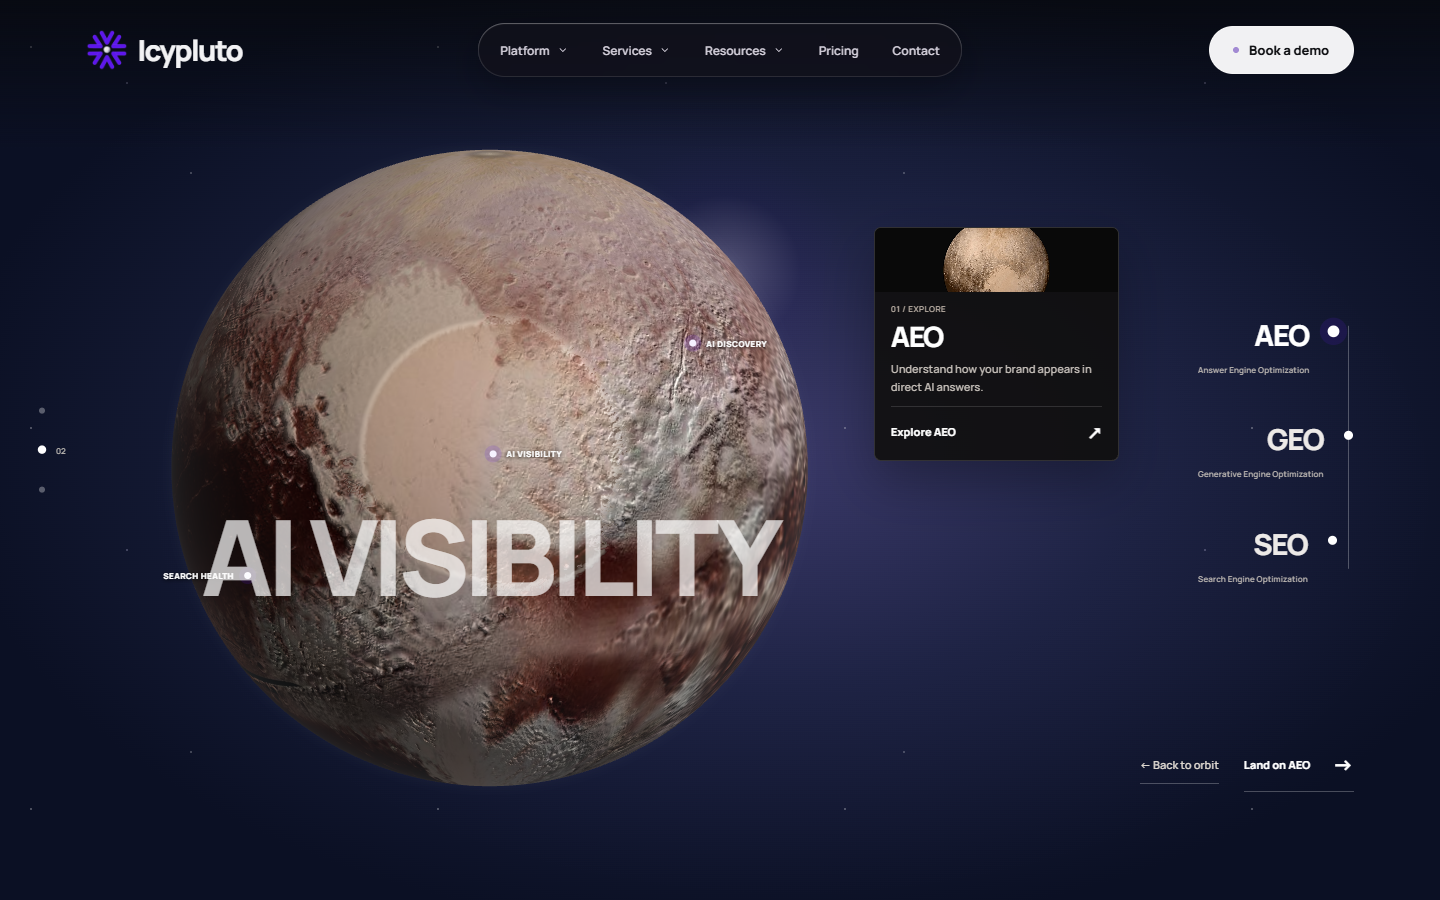 Icypluto
Platform
Services
Resources
Pricing
Contact
Book a demo
AI DISCOVERY
AI VISIBILITY
SEARCH HEALTH
AI VISIBILITY
02
01 / EXPLORE
AEO
Understand how your brand appears in
direct AI answers.
Explore AEO ↗
AEO
Answer Engine Optimization
GEO
Generative Engine Optimization
SEO
Search Engine Optimization
← Back to orbit
Land on AEO →